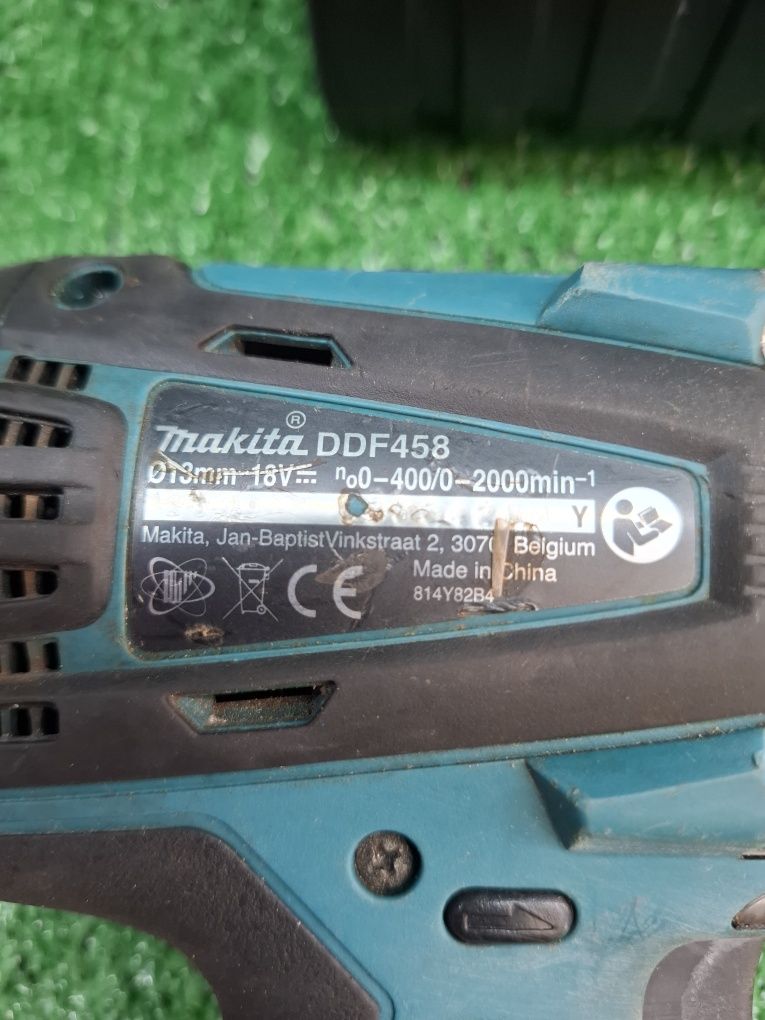 makita® DDF458
Ø13mm 18V⎓ n₀0-400/0-2000min⁻¹
Y
Makita, Jan-BaptistVinkstraat 2, 3070 Belgium
Made in China
CE
814Y82B4